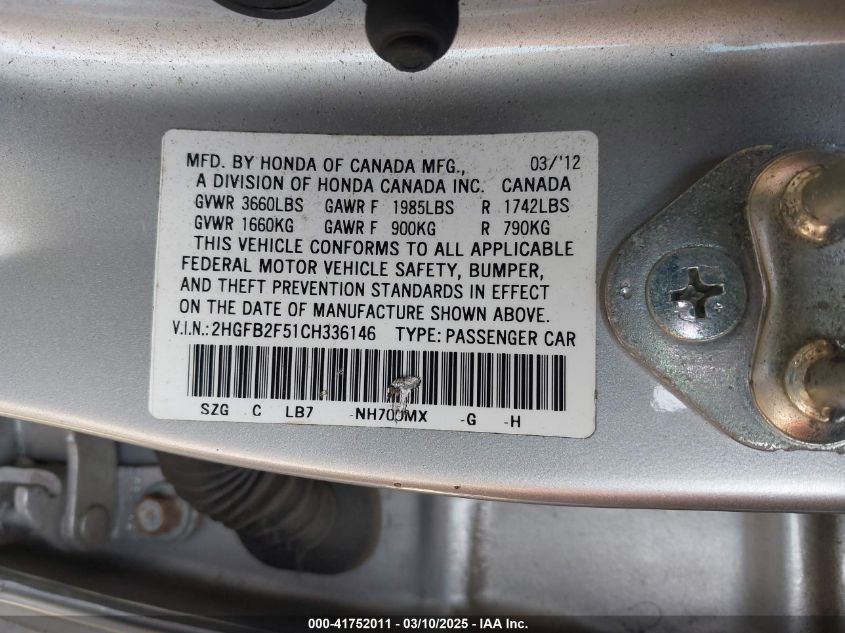 MFD. BY HONDA OF CANADA MFG., 03/'12
A DIVISION OF HONDA CANADA INC. CANADA
GVWR 3660LBS GAWR F 1985LBS R 1742LBS
GVWR 1660KG GAWR F 900KG R 790KG
THIS VEHICLE CONFORMS TO ALL APPLICABLE
FEDERAL MOTOR VEHICLE SAFETY, BUMPER,
AND THEFT PREVENTION STANDARDS IN EFFECT
ON THE DATE OF MANUFACTURE SHOWN ABOVE.
V.I.N.:2HGFB2F51CH336146 TYPE: PASSENGER CAR
SZG -C LB7 -G -H
000-41752011 - 03/10/2025 - IAA Inc.